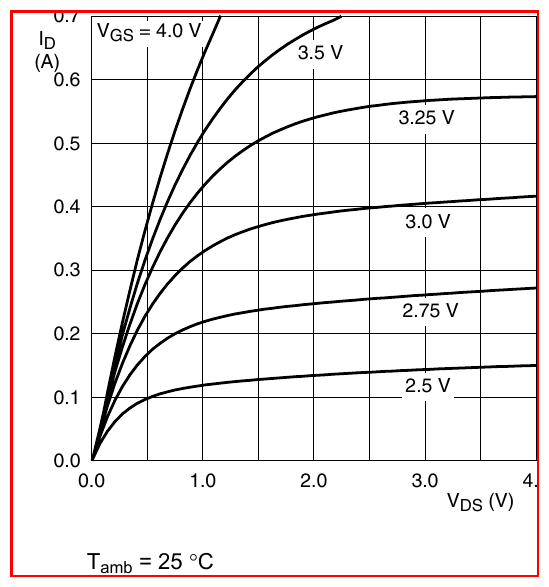 0.7
I_D
(A)
V_GS = 4.0 V
3.5 V
0.6
3.25 V
0.5
0.4
3.0 V
0.3
2.75 V
0.2
2.5 V
0.1
0.0
0.0 1.0 2.0 3.0 4.
V_DS (V)
T_amb = 25 °C